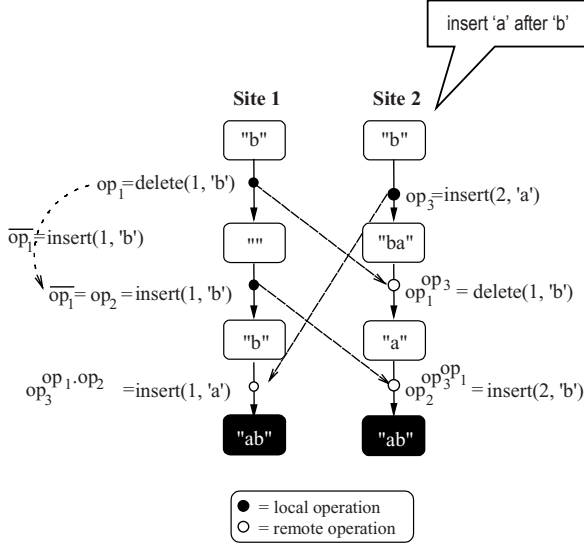 insert ‘a’ after ‘b’
Site 1 Site 2
"b" "b"
op1=delete(1, 'b')
op3=insert(2, 'a')
op1=insert(1, 'b')
"" "ba"
op1=op2=insert(1, 'b')
op1op3=delete(1, 'b')
"b" "a"
op3op1.op2 =insert(1, 'a')
op2op3op1=insert(2, 'b')
"ab" "ab"
= local operation
= remote operation